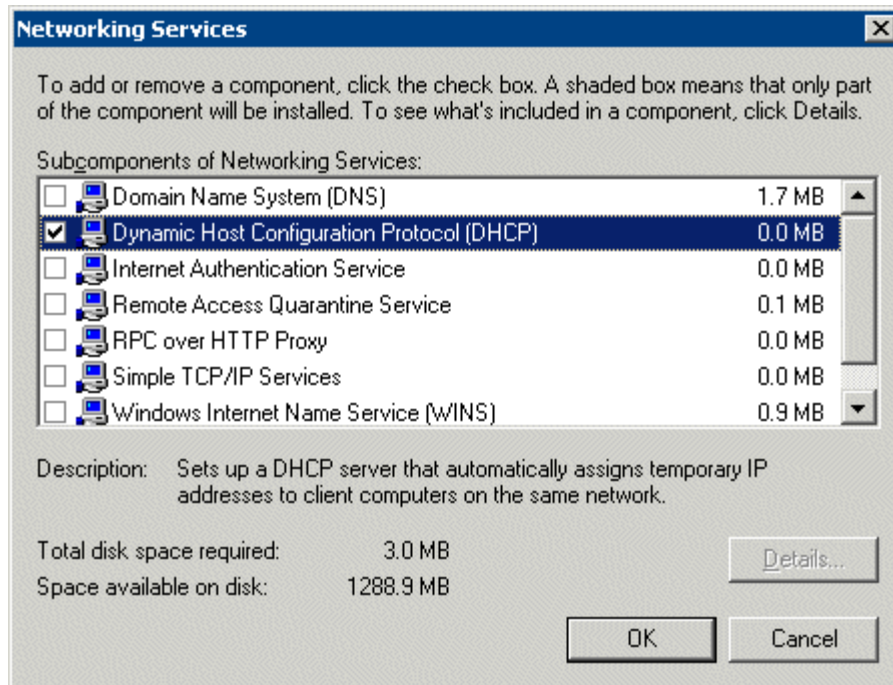 Networking Services
To add or remove a component, click the check box. A shaded box means that only part
of the component will be installed. To see what's included in a component, click Details.
Subcomponents of Networking Services:
Domain Name System (DNS) 1.7 MB
Dynamic Host Configuration Protocol (DHCP) 0.0 MB
Internet Authentication Service 0.0 MB
Remote Access Quarantine Service 0.1 MB
RPC over HTTP Proxy 0.0 MB
Simple TCP/IP Services 0.0 MB
Windows Internet Name Service (WINS) 0.9 MB
Description: Sets up a DHCP server that automatically assigns temporary IP
addresses to client computers on the same network.
Total disk space required: 3.0 MB
Space available on disk: 1288.9 MB
Details...
OK Cancel